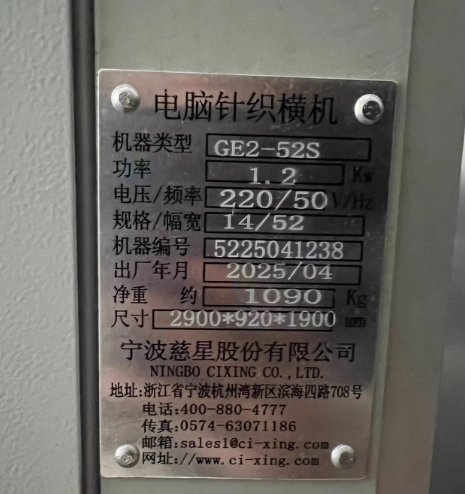 电脑针织横机
机器类型 GE2-52S
功率 1.2 Kw
电压/频率 220/50 V/Hz
规格/幅宽 14/52
机器编号 5225041238
出厂年月 2025/04
净重 约 1090 Kg
尺寸 2900*920*1900 mm
宁波慈星股份有限公司
NINGBO CIXING CO.,LTD.
地址:浙江省宁波杭州湾新区滨海四路708号
电话:400-880-4777
传真:0574-63071186
邮箱:sales1@ci-xing.com
网址://www.ci-xing.com